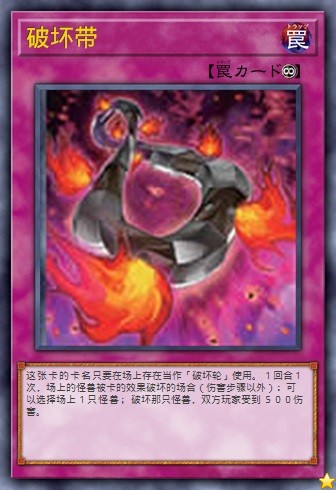 破坏带
トラップ
罠
【罠カード】
这张卡的卡名只要在场上存在当作「破坏轮」使用。１回合１
次，场上的怪兽被卡的效果破坏的场合（伤害步骤以外）；可
以选择场上１只怪兽；破坏那只怪兽，双方玩家受到５００伤
害。